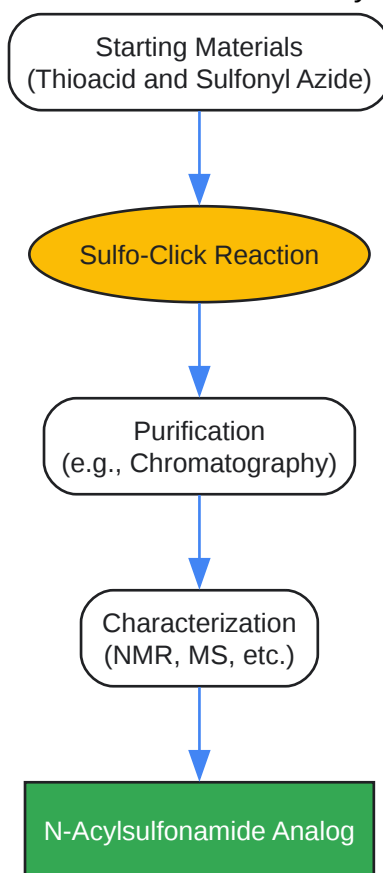 Starting Materials
(Thioacid and Sulfonyl Azide)
Sulfo-Click Reaction
Purification
(e.g., Chromatography)
Characterization
(NMR, MS, etc.)
N-Acylsulfonamide Analog